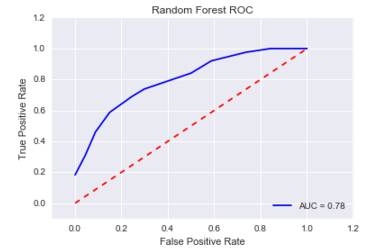 Random Forest ROC
True Positive Rate
1.2
1.0
0.8
0.6
0.4
0.2
0.0
0.0 0.2 0.4 0.6 0.8 1.0 1.2
False Positive Rate
AUC = 0.78